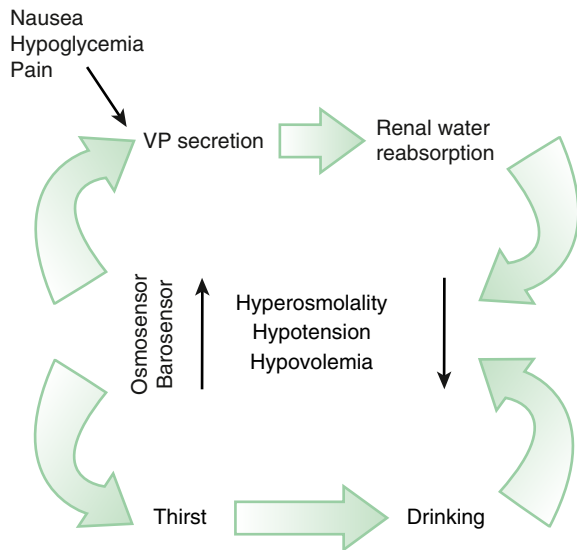 Nausea
Hypoglycemia
Pain
VP secretion
Renal water
reabsorption
Osmosensor
Barosensor
Hyperosmolality
Hypotension
Hypovolemia
Thirst
Drinking